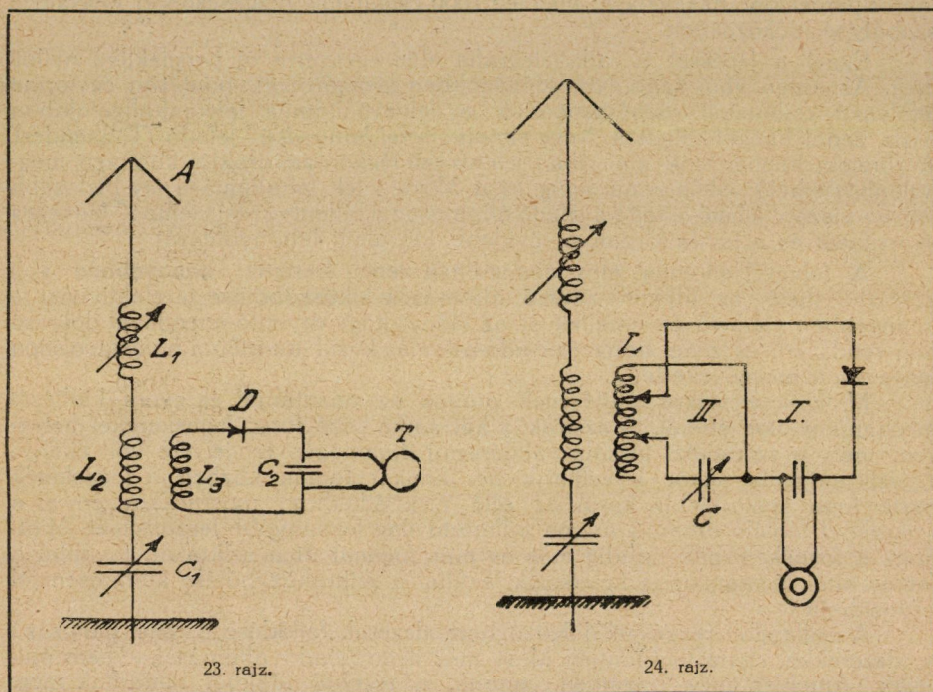 A
L₁
D
T
L₂
L₃
C₂
C₁
23. rajz.
L
II.
I.
C
24. rajz.